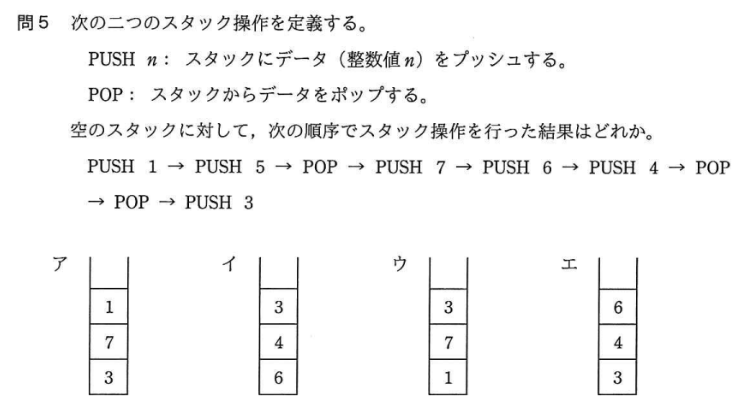 問5 次の二つのスタック操作を定義する。
PUSH n： スタックにデータ（整数値 n）をプッシュする。
POP： スタックからデータをポップする。
空のスタックに対して，次の順序でスタック操作を行った結果はどれか。
PUSH 1 → PUSH 5 → POP → PUSH 7 → PUSH 6 → PUSH 4 → POP
→ POP → PUSH 3
ア イ ウ エ
1 3 3 6
7 4 7 4
3 6 1 3